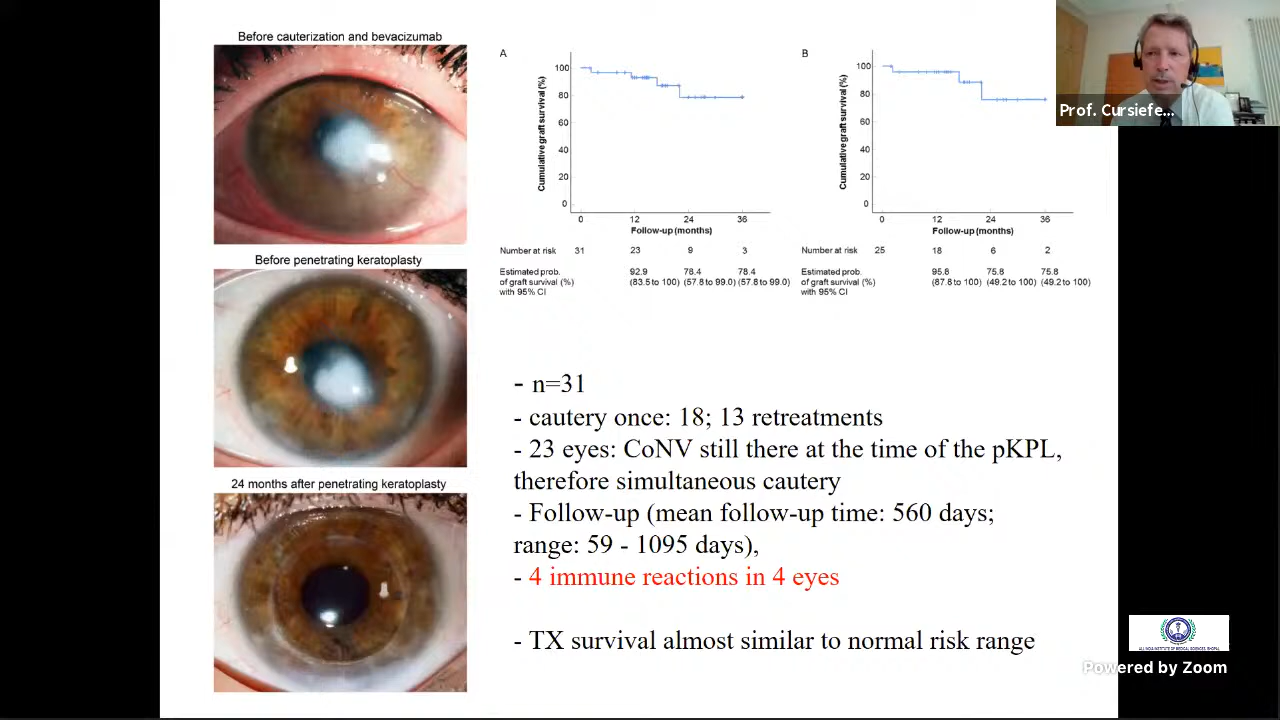 Before cauterization and bevacizumab
Before penetrating keratoplasty
24 months after penetrating keratoplasty
A
Cumulative graft survival (%)
100
80
60
40
20
0
0 12 24 36
Follow-up (months)
Number at risk 31 23 9 3
Estimated prob. 92.9 78.4 78.4
of graft survival (%) (83.5 to 100) (57.8 to 99.0) (57.8 to 99.0)
with 95% CI
B
Cumulative graft survival (%)
100
80
60
40
20
0
0 12 24 36
Follow-up (months)
Number at risk 25 18 6 2
Estimated prob. 95.8 75.8 75.8
of graft survival (%) (87.8 to 100) (49.2 to 100) (49.2 to 100)
with 95% CI
- n=31
- cautery once: 18; 13 retreatments
- 23 eyes: CoNV still there at the time of the pKPL,
therefore simultaneous cautery
- Follow-up (mean follow-up time: 560 days;
range: 59 - 1095 days),
- 4 immune reactions in 4 eyes
- TX survival almost similar to normal risk range
Prof. Cursiefe...
ALL INDIA INSTITUTE OF MEDICAL SCIENCES, BHOPAL
Powered by Zoom